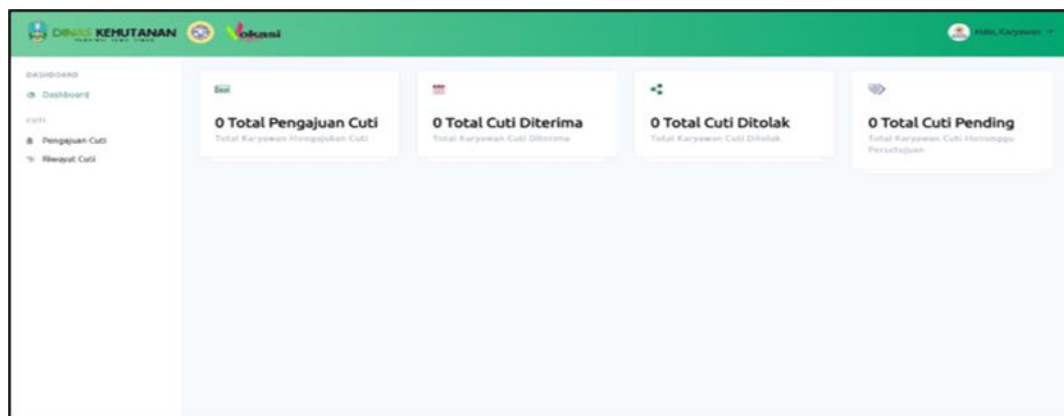 DINAS KEHUTANAN
Vokasi
Halo, Karyawan
DASHBOARD
Dashboard
CUTI
Pengajuan Cuti
Riwayat Cuti
0 Total Pengajuan Cuti
Total Karyawan Mengajukan Cuti
0 Total Cuti Diterima
Total Karyawan Cuti Diterima
0 Total Cuti Ditolak
Total Karyawan Cuti Ditolak
0 Total Cuti Pending
Total Karyawan Cuti Menunggu
Persetujuan